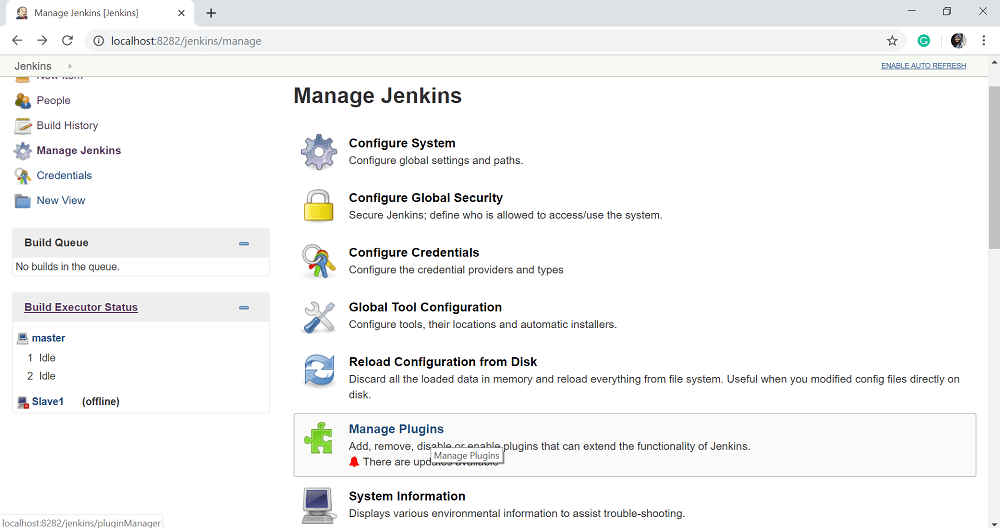 Manage Jenkins [Jenkins]
localhost:8282/jenkins/manage
Jenkins
ENABLE AUTO REFRESH
New Item
People
Build History
Manage Jenkins
Credentials
New View
Build Queue
No builds in the queue.
Build Executor Status
master
1 Idle
2 Idle
Slave1 (offline)
Manage Jenkins
Configure System
Configure global settings and paths.
Configure Global Security
Secure Jenkins; define who is allowed to access/use the system.
Configure Credentials
Configure the credential providers and types
Global Tool Configuration
Configure tools, their locations and automatic installers.
Reload Configuration from Disk
Discard all the loaded data in memory and reload everything from file system. Useful when you modified config files directly on
disk.
Manage Plugins
Add, remove, disable or enable plugins that can extend the functionality of Jenkins.
Manage Plugins
There are updates available
System Information
Displays various environmental information to assist trouble-shooting.
localhost:8282/jenkins/pluginManager